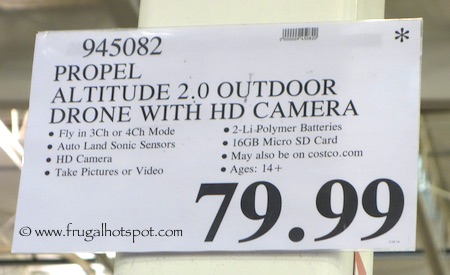 945082
*
PROPEL
ALTITUDE 2.0 OUTDOOR
DRONE WITH HD CAMERA
• Fly in 3Ch or 4Ch Mode
• Auto Land Sonic Sensors
• HD Camera
• Take Pictures or Video
• 2-Li-Polymer Batteries
• 16GB Micro SD Card
• May also be on costco.com
• Ages: 14+
79.99
© www.frugalhotspot.com